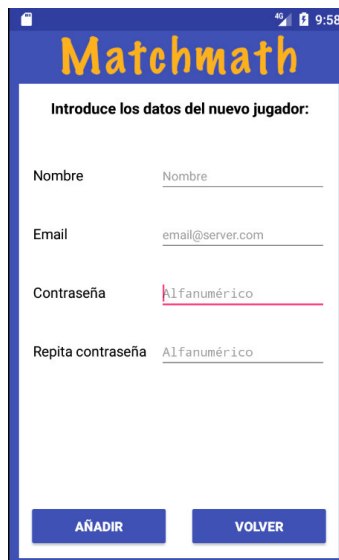 4G 9:58
Matchmath
Introduce los datos del nuevo jugador:
Nombre Nombre
Email email@server.com
Contraseña Alfanumérico
Repita contraseña Alfanumérico
AÑADIR VOLVER